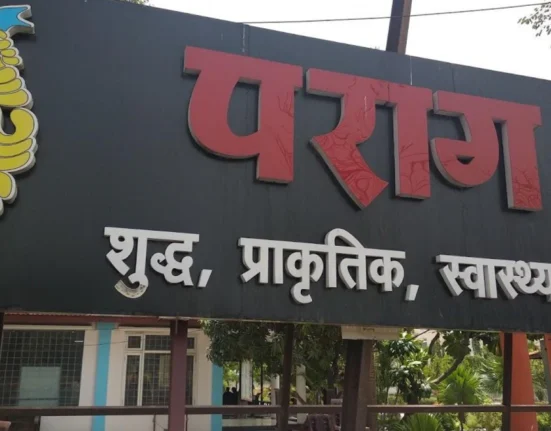 पराग
शुद्ध, प्राकृतिक, स्वास्थ्य